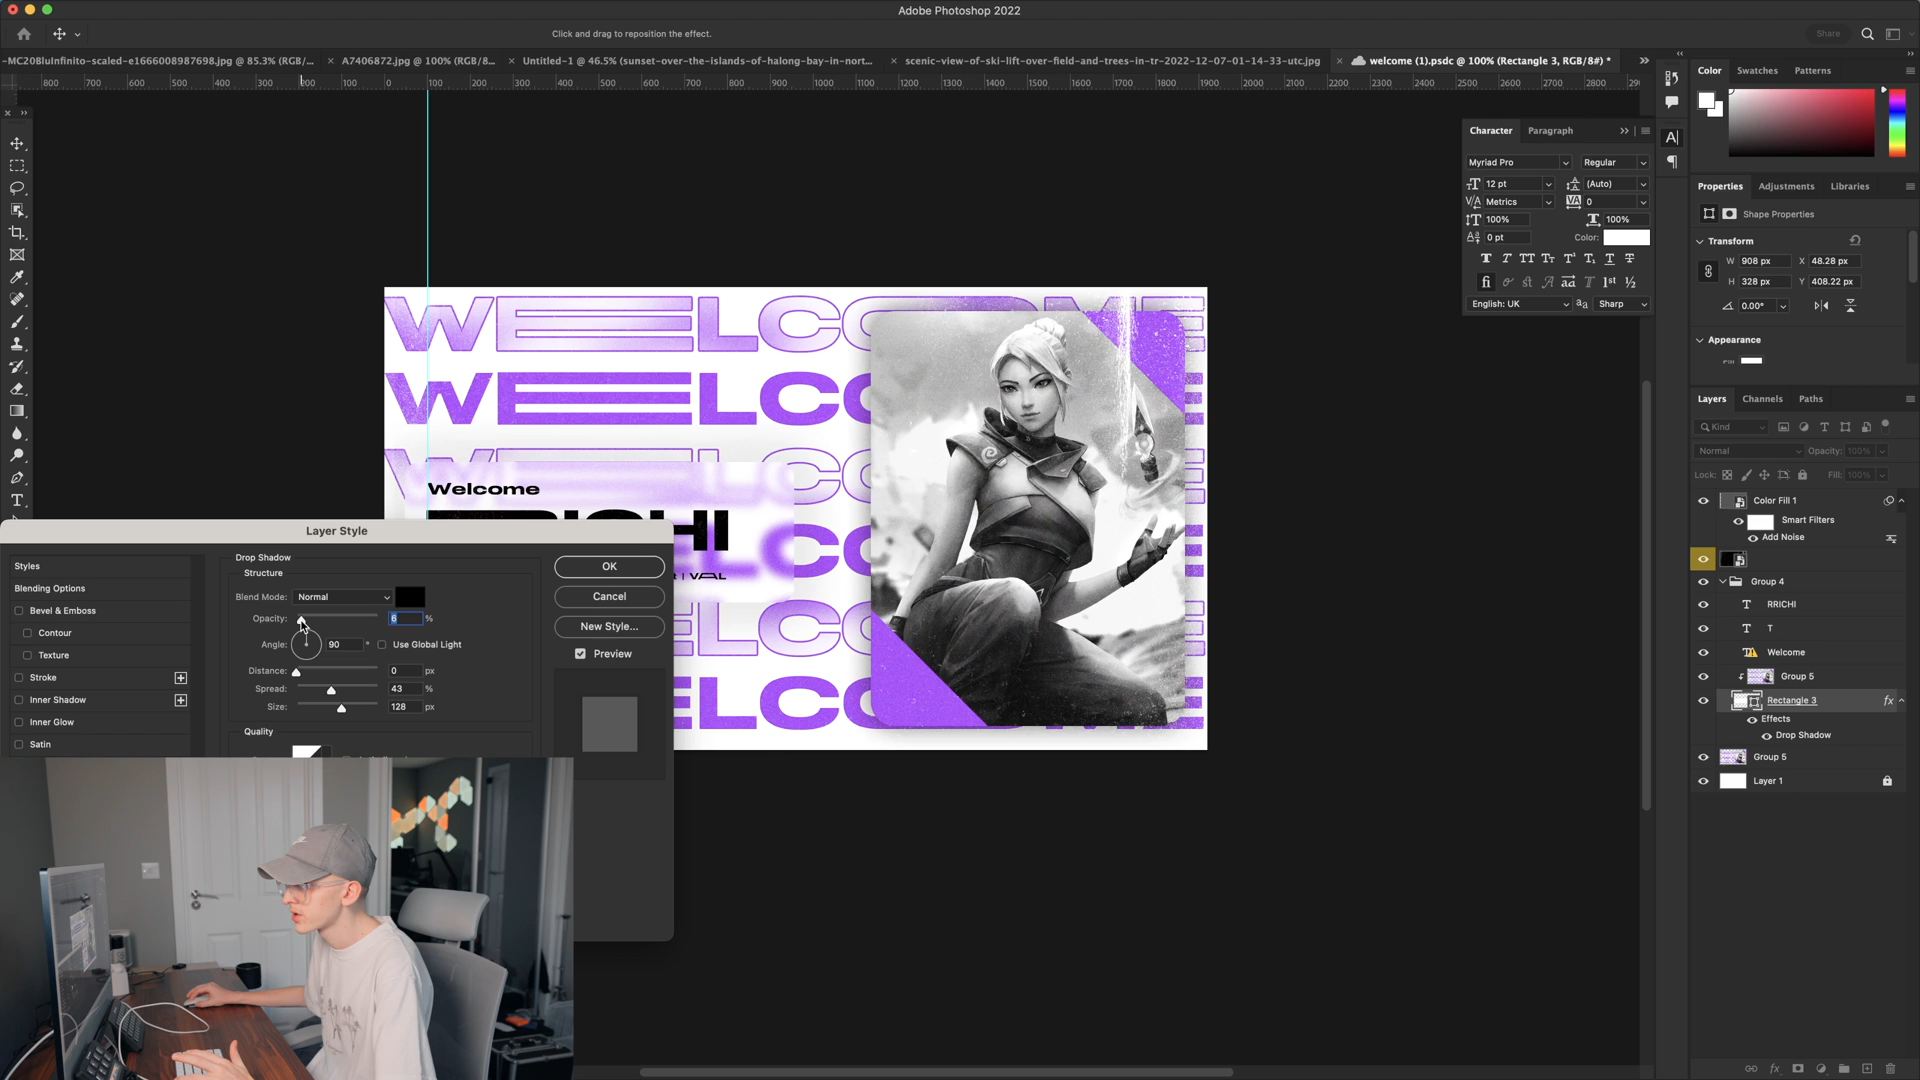 Adobe Photoshop 2022
Click and drag to reposition the effect.
Share
-MC20BluInfinito-scaled-e1666008987698.jpg @ 85.3% (RGB/...
A7406872.jpg @ 100% (RGB/8...
Untitled-1 @ 46.5% (sunset-over-the-islands-of-halong-bay-in-nort...
scenic-view-of-ski-lift-over-field-and-trees-in-tr-2022-12-07-01-14-33-utc.jpg
welcome (1).psdc @ 100% (Rectangle 3, RGB/8#) *
800 700 600 500 400 300 200 100 0 100 200 300 400 500 600 700 800 900 1000 1100 1200 1300 1400 1500 1600 1700 1800 1900 2000 2100 2200 2300 2400 2500 2600 2700 2800
Color Swatches Patterns
Character Paragraph
Myriad Pro Regular
12 pt (Auto)
Metrics 0
100% 100%
0 pt Color:
English: UK Sharp
Properties Adjustments Libraries
Shape Properties
Transform
W 908 px X 48.28 px
H 328 px Y 408.22 px
0.00°
Appearance
Layers Channels Paths
Kind
Normal Opacity: 100%
Lock: Fill: 100%
Color Fill 1
Smart Filters
Add Noise
Group 4
RRICHI
T
Welcome
Group 5
Rectangle 3 fx
Effects
Drop Shadow
Group 5
Layer 1
WELCOME
WELCOME
Welcome
Layer Style
Styles
Blending Options
Bevel & Emboss
Contour
Texture
Stroke
Inner Shadow
Inner Glow
Satin
Drop Shadow
Structure
Blend Mode: Normal
Opacity: 6 %
Angle: 90 ° Use Global Light
Distance: 0 px
Spread: 43 %
Size: 128 px
Quality
OK
Cancel
New Style...
Preview